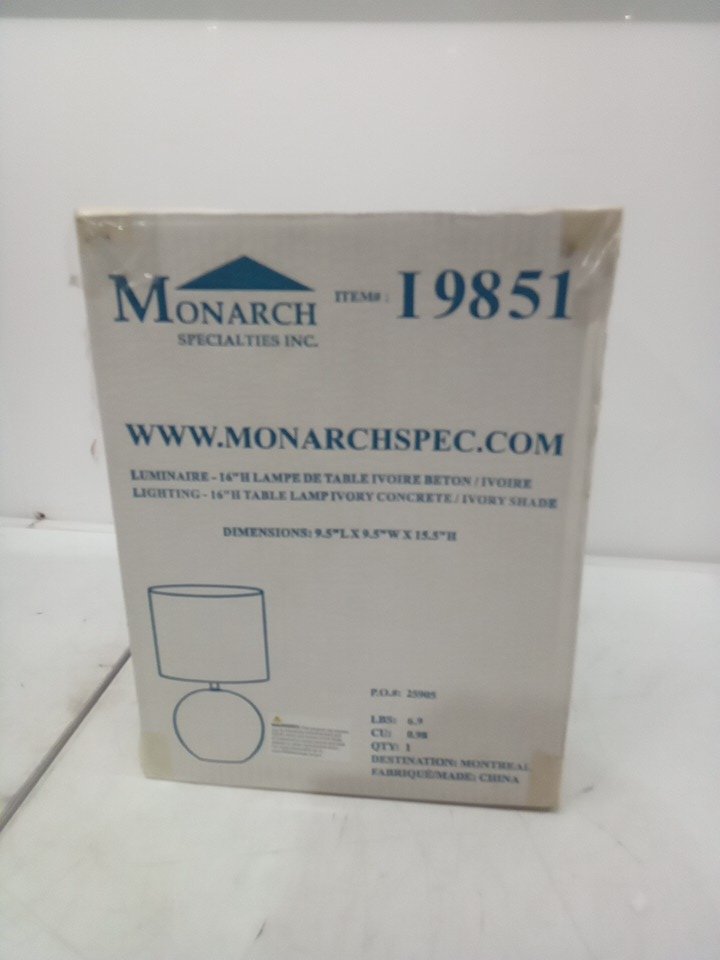 MONARCH
SPECIALTIES INC.
ITEM# : I 9851
WWW.MONARCHSPEC.COM
LUMINAIRE - 16"H LAMPE DE TABLE IVOIRE BETON / IVOIRE
LIGHTING - 16"H TABLE LAMP IVORY CONCRETE / IVORY SHADE
DIMENSIONS: 9.5"L X 9.5"W X 15.5"H
P.O.#: 25905
LBS: 6.9
CU: 0.98
QTY: 1
DESTINATION: MONTREAL
FABRIQUÉ/MADE: CHINA